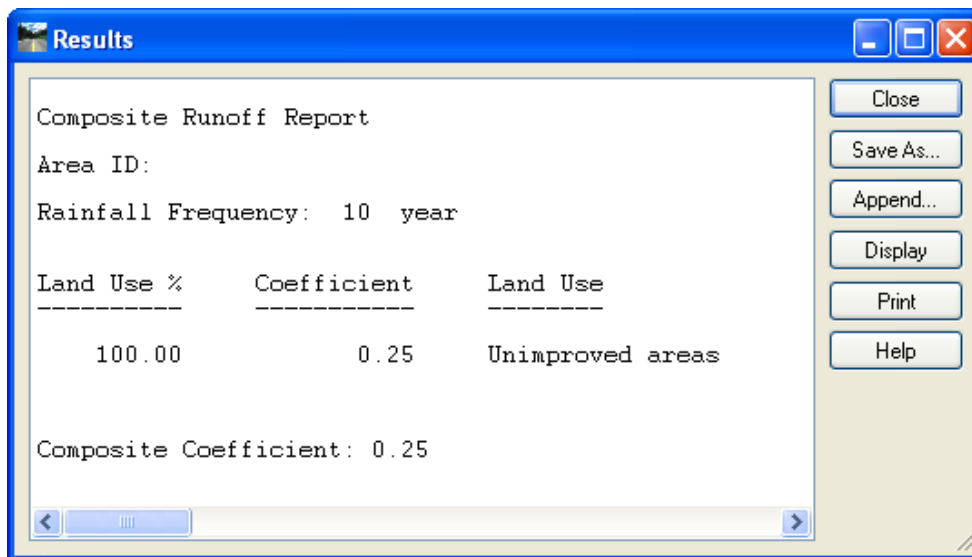 Results
Composite Runoff Report
Area ID:
Rainfall Frequency: 10 year
Land Use % Coefficient Land Use
---------- ----------- --------
100.00 0.25 Unimproved areas
Composite Coefficient: 0.25
Close
Save As...
Append...
Display
Print
Help